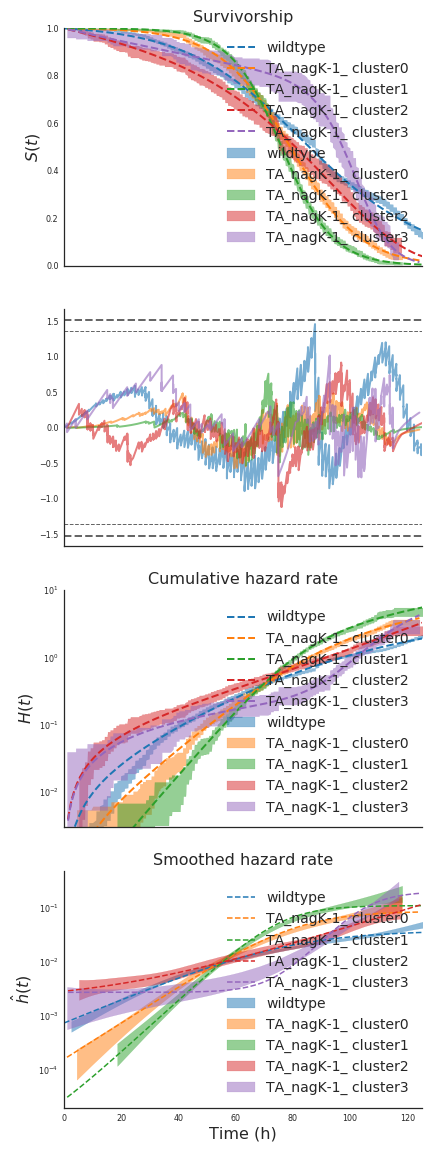 Survivorship
1.0
0.8
0.6
0.4
0.2
0.0
S(t)
wildtype
TA_nagK-1_ cluster0
TA_nagK-1_ cluster1
TA_nagK-1_ cluster2
TA_nagK-1_ cluster3
wildtype
TA_nagK-1_ cluster0
TA_nagK-1_ cluster1
TA_nagK-1_ cluster2
TA_nagK-1_ cluster3
1.5
1.0
0.5
0.0
−0.5
−1.0
−1.5
Cumulative hazard rate
10¹
10⁰
10⁻¹
10⁻²
H(t)
wildtype
TA_nagK-1_ cluster0
TA_nagK-1_ cluster1
TA_nagK-1_ cluster2
TA_nagK-1_ cluster3
wildtype
TA_nagK-1_ cluster0
TA_nagK-1_ cluster1
TA_nagK-1_ cluster2
TA_nagK-1_ cluster3
Smoothed hazard rate
10⁻¹
10⁻²
10⁻³
10⁻⁴
ĥ(t)
wildtype
TA_nagK-1_ cluster0
TA_nagK-1_ cluster1
TA_nagK-1_ cluster2
TA_nagK-1_ cluster3
wildtype
TA_nagK-1_ cluster0
TA_nagK-1_ cluster1
TA_nagK-1_ cluster2
TA_nagK-1_ cluster3
0 20 40 60 80 100 120
Time (h)